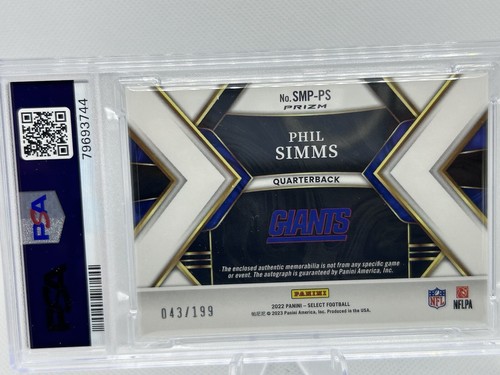 79693744
PSA
No. SMP-PS
PRIZM
PHIL
SIMMS
QUARTERBACK
GIANTS
The enclosed authentic memorabilia is not from any specific game
or event. The autograph is guaranteed by Panini America, Inc.
PANINI
043/199
2022 PANINI - SELECT FOOTBALL
© 2023 Panini America, Inc. Produced in the USA.
NFL
NFLPA